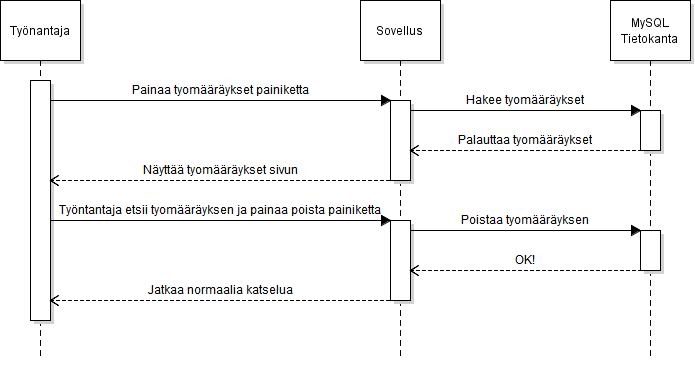 Työnantaja
Sovellus
MySQL
Tietokanta
Painaa tyomääräykset painiketta
Hakee tyomääräykset
Palauttaa tyomääräykset
Näyttää tyomääräykset sivun
Työntantaja etsii tyomääräyksen ja painaa poista painiketta
Poistaa tyomääräyksen
OK!
Jatkaa normaalia katselua